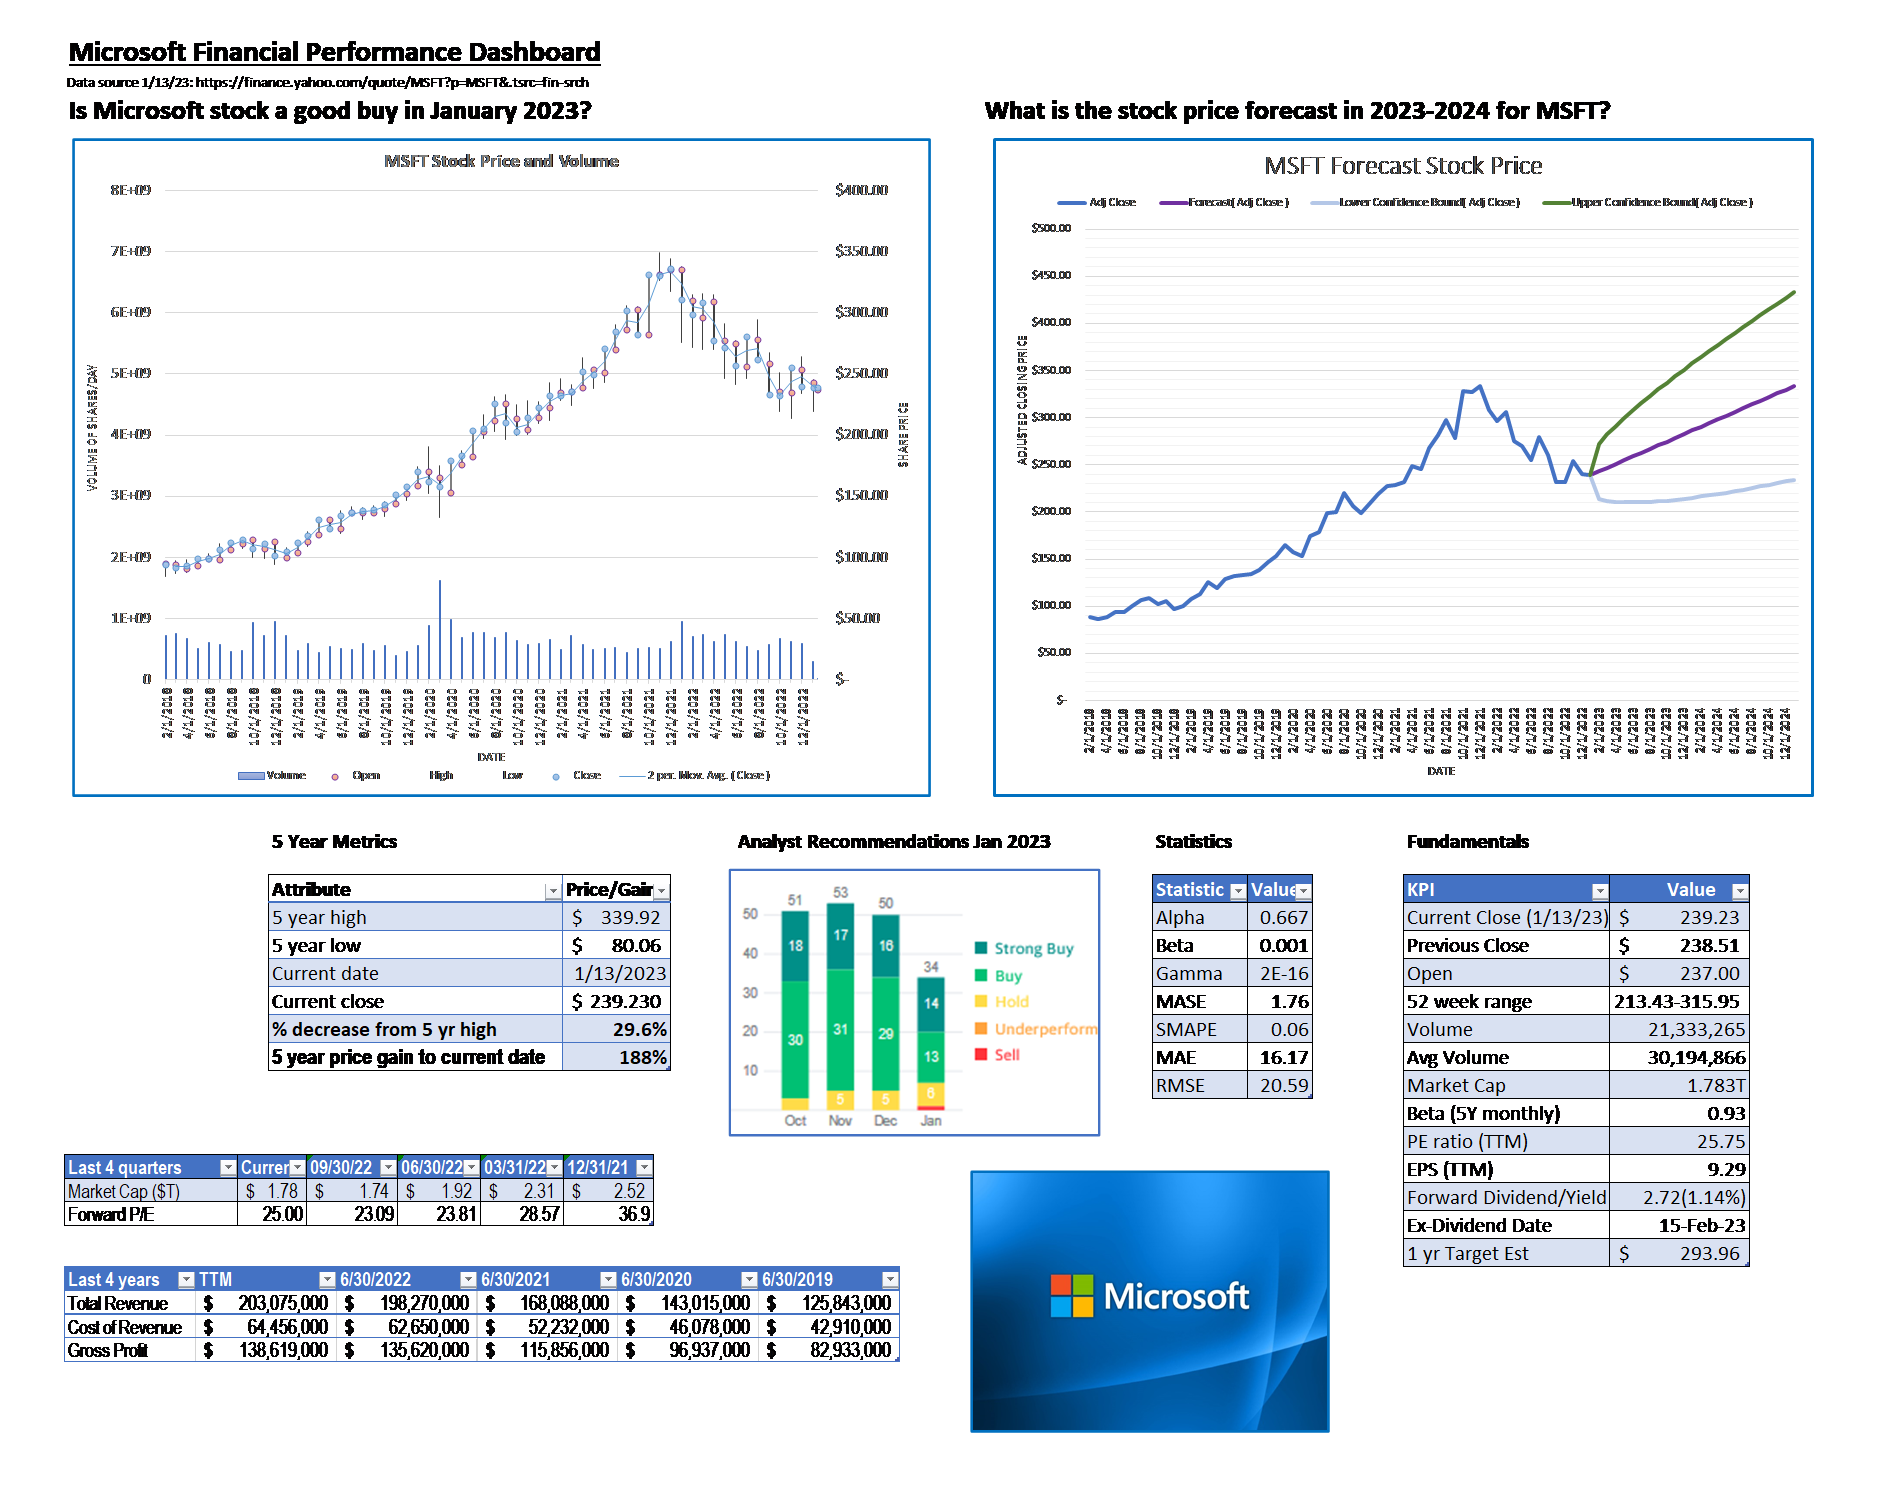 Microsoft Financial Performance Dashboard
Data source 1/13/23: https://finance.yahoo.com/quote/MSFT?p=MSFT&.tsrc=fin-srch
Is Microsoft stock a good buy in January 2023?
MSFT Stock Price and Volume
8E+09
7E+09
6E+09
5E+09
4E+09
3E+09
2E+09
1E+09
0
VOLUME OF SHARES/DAY
$400.00
$350.00
$300.00
$250.00
$200.00
$150.00
$100.00
$50.00
$-
SHARE PRICE
2/1/2018
4/1/2018
6/1/2018
8/1/2018
10/1/2018
12/1/2018
2/1/2019
4/1/2019
6/1/2019
8/1/2019
10/1/2019
12/1/2019
2/1/2020
4/1/2020
6/1/2020
8/1/2020
10/1/2020
12/1/2020
2/1/2021
4/1/2021
6/1/2021
8/1/2021
10/1/2021
12/1/2021
2/1/2022
4/1/2022
6/1/2022
8/1/2022
10/1/2022
12/1/2022
DATE
Volume Open High Low Close 2 per. Mov. Avg. (Close)
What is the stock price forecast in 2023-2024 for MSFT?
MSFT Forecast Stock Price
Adj Close Forecast(Adj Close) Lower Confidence Bound(Adj Close) Upper Confidence Bound(Adj Close)
$500.00
$450.00
$400.00
$350.00
$300.00
$250.00
$200.00
$150.00
$100.00
$50.00
$-
ADJUSTED CLOSING PRICE
2/1/2018
4/1/2018
6/1/2018
8/1/2018
10/1/2018
12/1/2018
2/1/2019
4/1/2019
6/1/2019
8/1/2019
10/1/2019
12/1/2019
2/1/2020
4/1/2020
6/1/2020
8/1/2020
10/1/2020
12/1/2020
2/1/2021
4/1/2021
6/1/2021
8/1/2021
10/1/2021
12/1/2021
2/1/2022
4/1/2022
6/1/2022
8/1/2022
10/1/2022
12/1/2022
2/1/2023
4/1/2023
6/1/2023
8/1/2023
10/1/2023
12/1/2023
2/1/2024
4/1/2024
6/1/2024
8/1/2024
10/1/2024
12/1/2024
DATE
5 Year Metrics
Attribute Price/Gain
5 year high $ 339.92
5 year low $ 80.06
Current date 1/13/2023
Current close $ 239.230
% decrease from 5 yr high 29.6%
5 year price gain to current date 188%
Analyst Recommendations Jan 2023
51 53 50 34
50
40
30
20
10
18 17 16 14
30 31 29 13
5 5 6
Oct Nov Dec Jan
Strong Buy
Buy
Hold
Underperform
Sell
Statistics
Statistic Value
Alpha 0.667
Beta 0.001
Gamma 2E-16
MASE 1.76
SMAPE 0.06
MAE 16.17
RMSE 20.59
Fundamentals
KPI Value
Current Close (1/13/23) $ 239.23
Previous Close $ 238.51
Open $ 237.00
52 week range 213.43-315.95
Volume 21,333,265
Avg Volume 30,194,866
Market Cap 1.783T
Beta (5Y monthly) 0.93
PE ratio (TTM) 25.75
EPS (TTM) 9.29
Forward Dividend/Yield 2.72(1.14%)
Ex-Dividend Date 15-Feb-23
1 yr Target Est $ 293.96
Last 4 quarters Curren 09/30/22 06/30/22 03/31/22 12/31/21
Market Cap ($T) $ 1.78 $ 1.74 $ 1.92 $ 2.31 $ 2.52
Forward P/E 25.00 23.09 23.81 28.57 36.9
Last 4 years TTM 6/30/2022 6/30/2021 6/30/2020 6/30/2019
Total Revenue $ 203,075,000 $ 198,270,000 $ 168,088,000 $ 143,015,000 $ 125,843,000
Cost of Revenue $ 64,456,000 $ 62,650,000 $ 52,232,000 $ 46,078,000 $ 42,910,000
Gross Profit $ 138,619,000 $ 135,620,000 $ 115,856,000 $ 96,937,000 $ 82,933,000
Microsoft